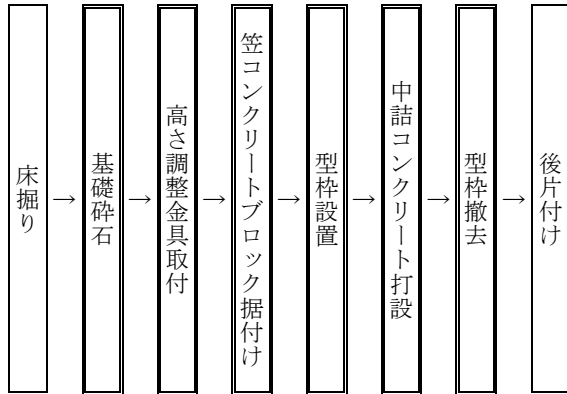 床掘り
→
基礎砕石
→
高さ調整金具取付
→
笠コンクリートブロック据付け
→
型枠設置
→
中詰コンクリート打設
→
型枠撤去
→
後片付け